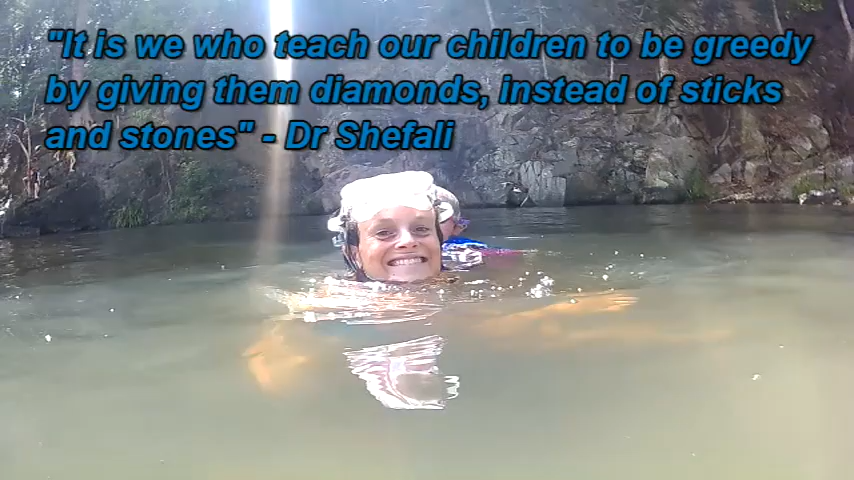 "It is we who teach our children to be greedy
by giving them diamonds, instead of sticks
and stones" - Dr Shefali